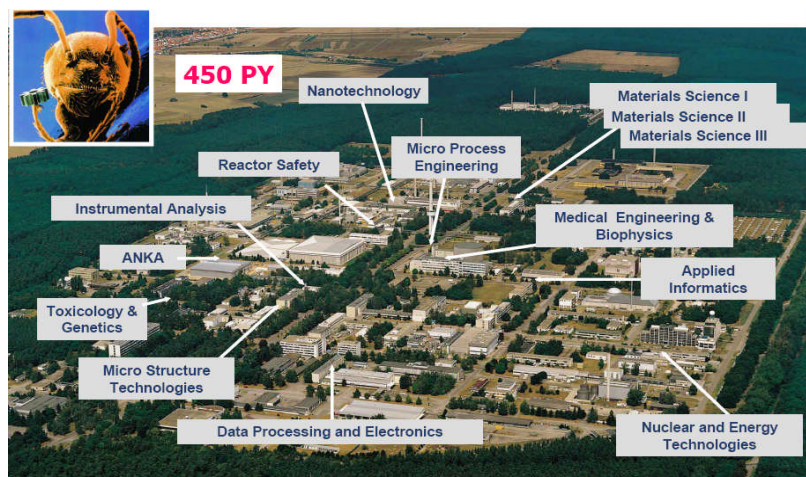 450 PY
Nanotechnology
Materials Science I
Materials Science II
Materials Science III
Micro Process
Engineering
Reactor Safety
Instrumental Analysis
Medical Engineering &
Biophysics
ANKA
Applied
Informatics
Toxicology &
Genetics
Micro Structure
Technologies
Data Processing and Electronics
Nuclear and Energy
Technologies